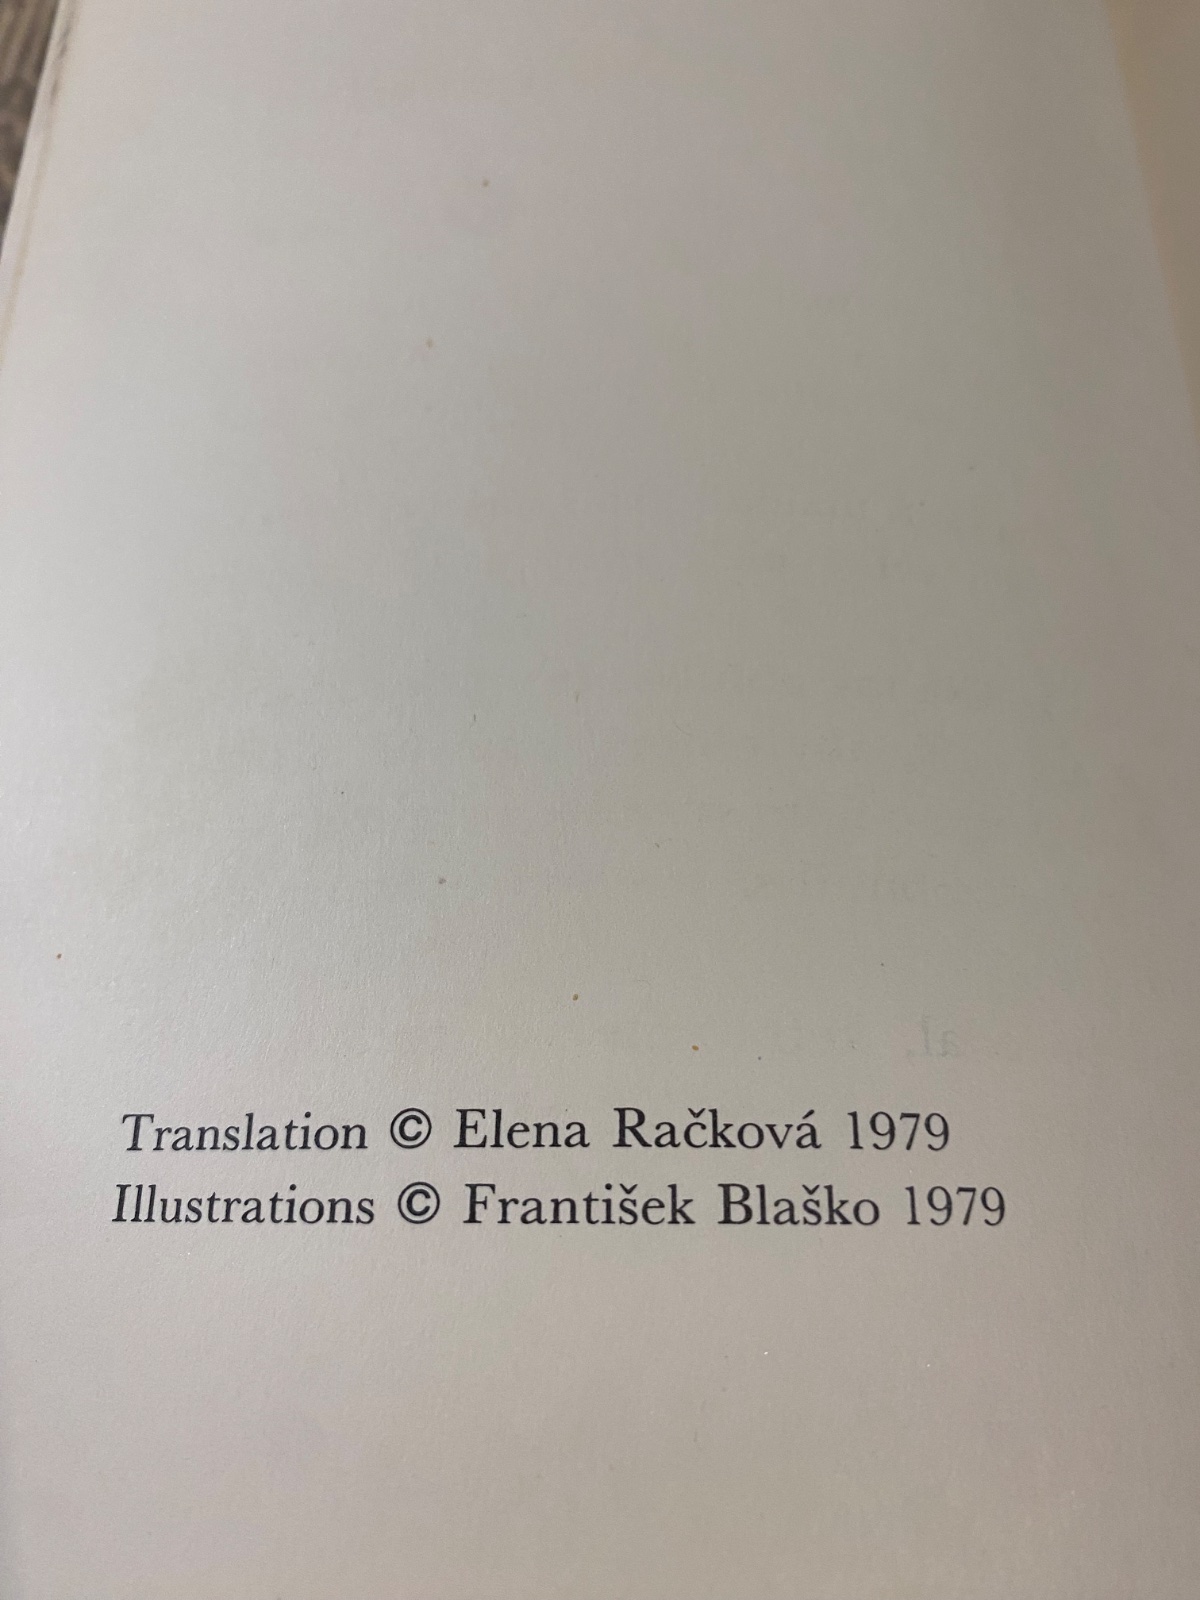 Translation © Elena Račková 1979
Illustrations © František Blaško 1979